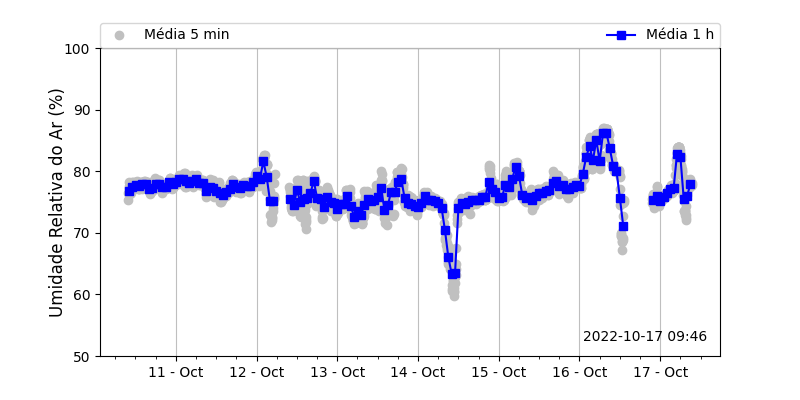 Média 5 min
Média 1 h
Umidade Relativa do Ar (%)
100
90
80
70
60
50
2022-10-17 09:46
11 - Oct
12 - Oct
13 - Oct
14 - Oct
15 - Oct
16 - Oct
17 - Oct